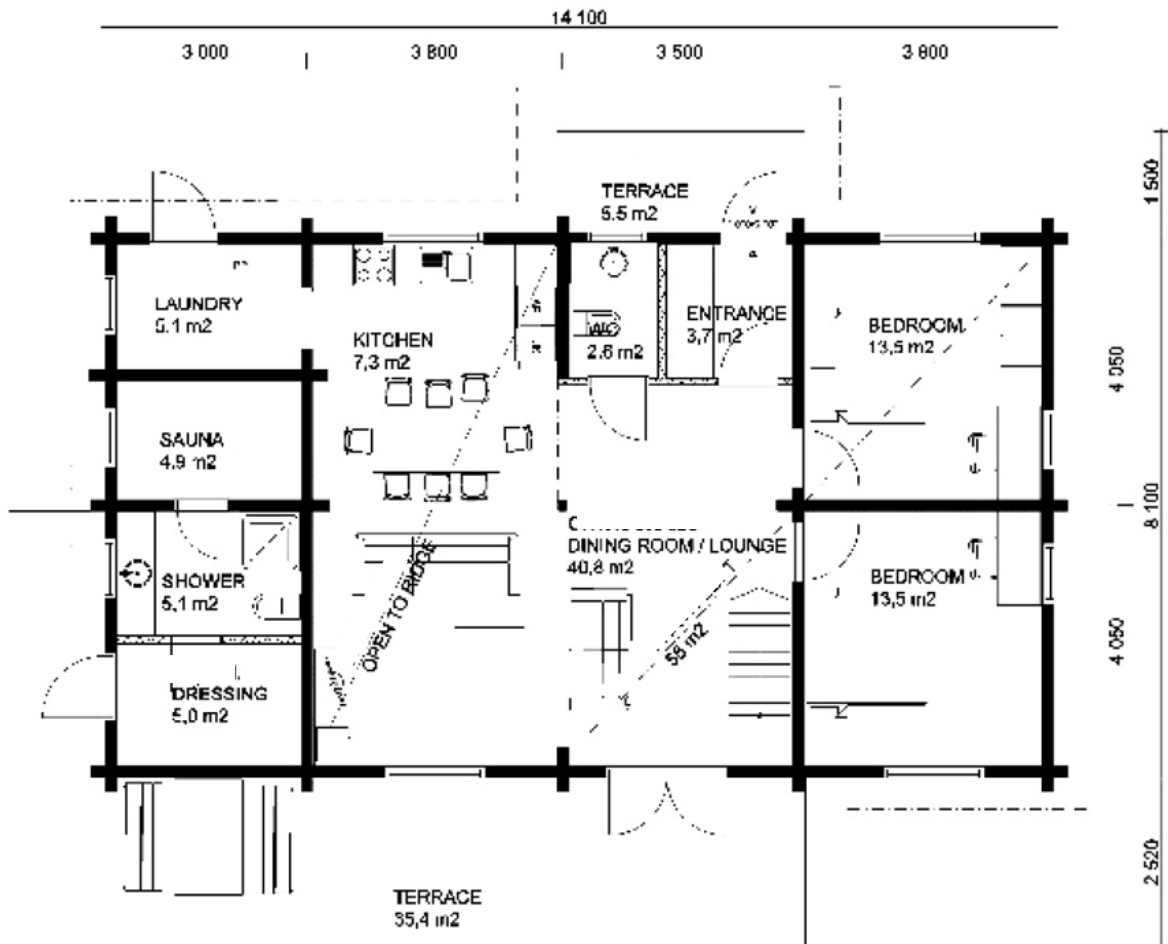 14 100
3 000
3 800
3 500
3 800
1 500
TERRACE
5.5 m2
LAUNDRY
5.1 m2
KITCHEN
7,3 m2
WC
2.6 m2
ENTRANCE
3,7 m2
BEDROOM
13,5 m2
4 050
SAUNA
4,9 m2
8 100
DINING ROOM / LOUNGE
40,8 m2
SHOWER
5,1 m2
OPEN TO RIDGE
58 m2
BEDROOM
13,5 m2
4 050
DRESSING
5,0 m2
2 520
TERRACE
35,4 m2